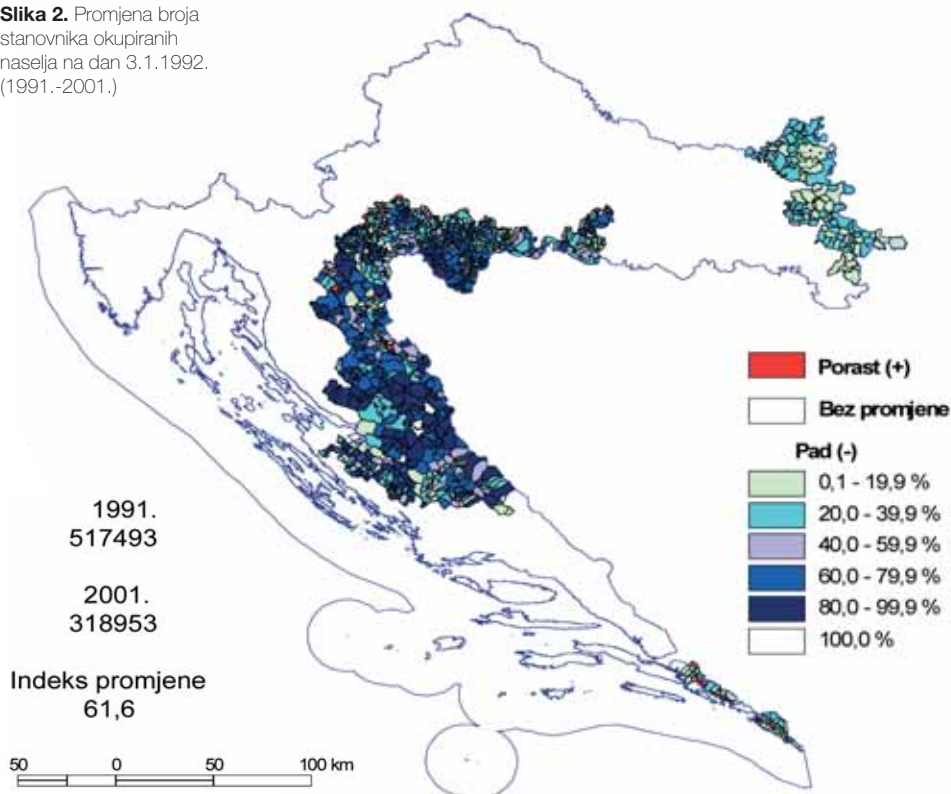 Slika 2. Promjena broja
stanovnika okupiranih
naselja na dan 3.1.1992.
(1991.-2001.)
Porast (+)
Bez promjene
Pad (-)
0,1 - 19,9 %
20,0 - 39,9 %
40,0 - 59,9 %
60,0 - 79,9 %
80,0 - 99,9 %
100,0 %
1991.
517493
2001.
318953
Indeks promjene
61,6
50 0 50 100 km